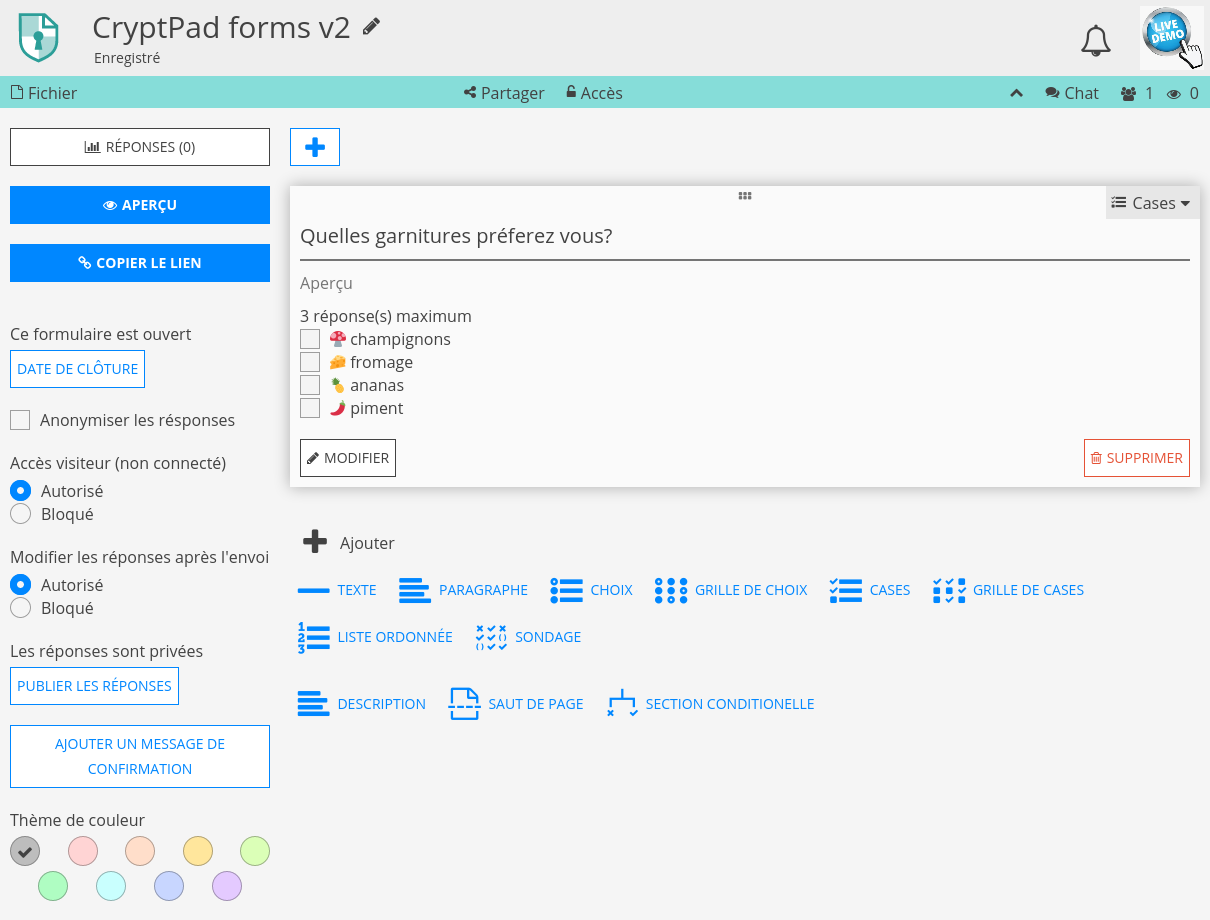 CryptPad forms v2
Enregistré
LIVE
DEMO
Fichier
Partager
Accès
Chat
1
0
RÉPONSES (0)
APERÇU
COPIER LE LIEN
Ce formulaire est ouvert
DATE DE CLÔTURE
Anonymiser les résponses
Accès visiteur (non connecté)
Autorisé
Bloqué
Modifier les réponses après l'envoi
Autorisé
Bloqué
Les réponses sont privées
PUBLIER LES RÉPONSES
AJOUTER UN MESSAGE DE
CONFIRMATION
Thème de couleur
Cases
Quelles garnitures préferez vous?
Aperçu
3 réponse(s) maximum
champignons
fromage
ananas
piment
MODIFIER
SUPPRIMER
Ajouter
TEXTE
PARAGRAPHE
CHOIX
GRILLE DE CHOIX
CASES
GRILLE DE CASES
LISTE ORDONNÉE
SONDAGE
DESCRIPTION
SAUT DE PAGE
SECTION CONDITIONELLE